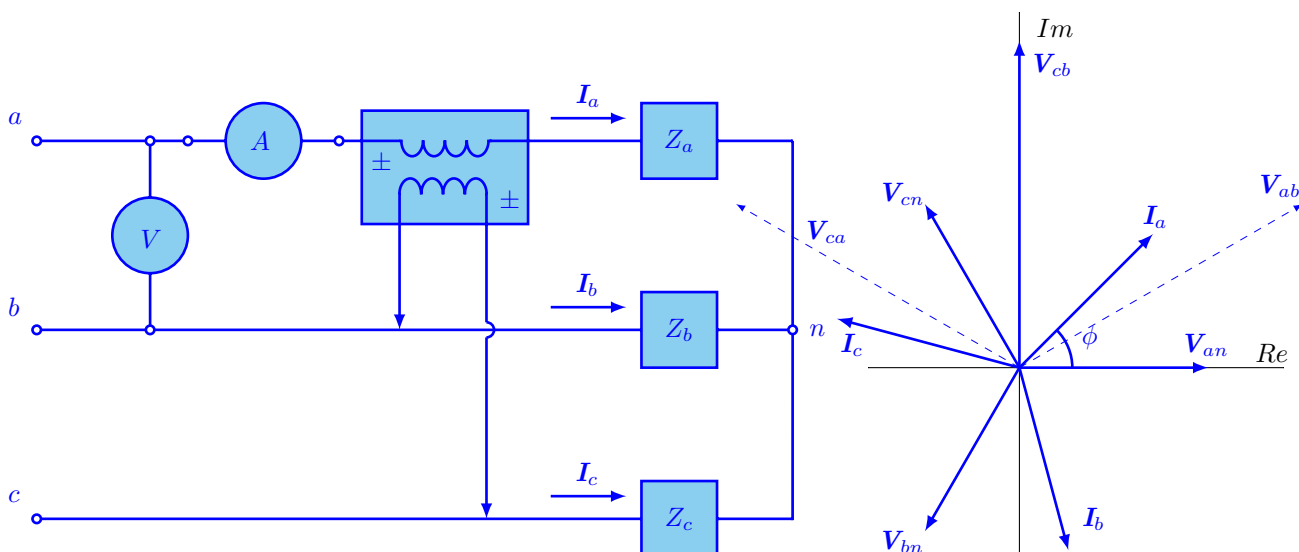 Im
V_cb
I_a
a
A
±
Z_a
±
V
V_cn
V_ab
I_a
V_ca
b
I_b
Z_b
n
I_c
ϕ
V_an
Re
c
I_c
Z_c
V_bn
I_b